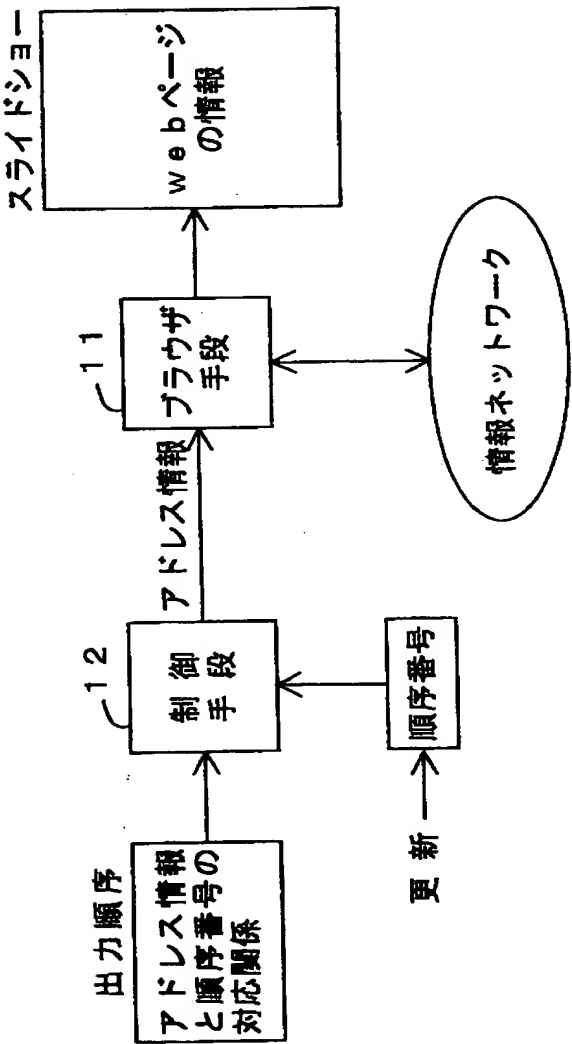 出力順序
アドレス情報
と順序番号の
対応関係
12
制御
手段
アドレス情報
11
ブラウザ
手段
スライドショー
webページ
の情報
更新
順序番号
情報ネットワーク